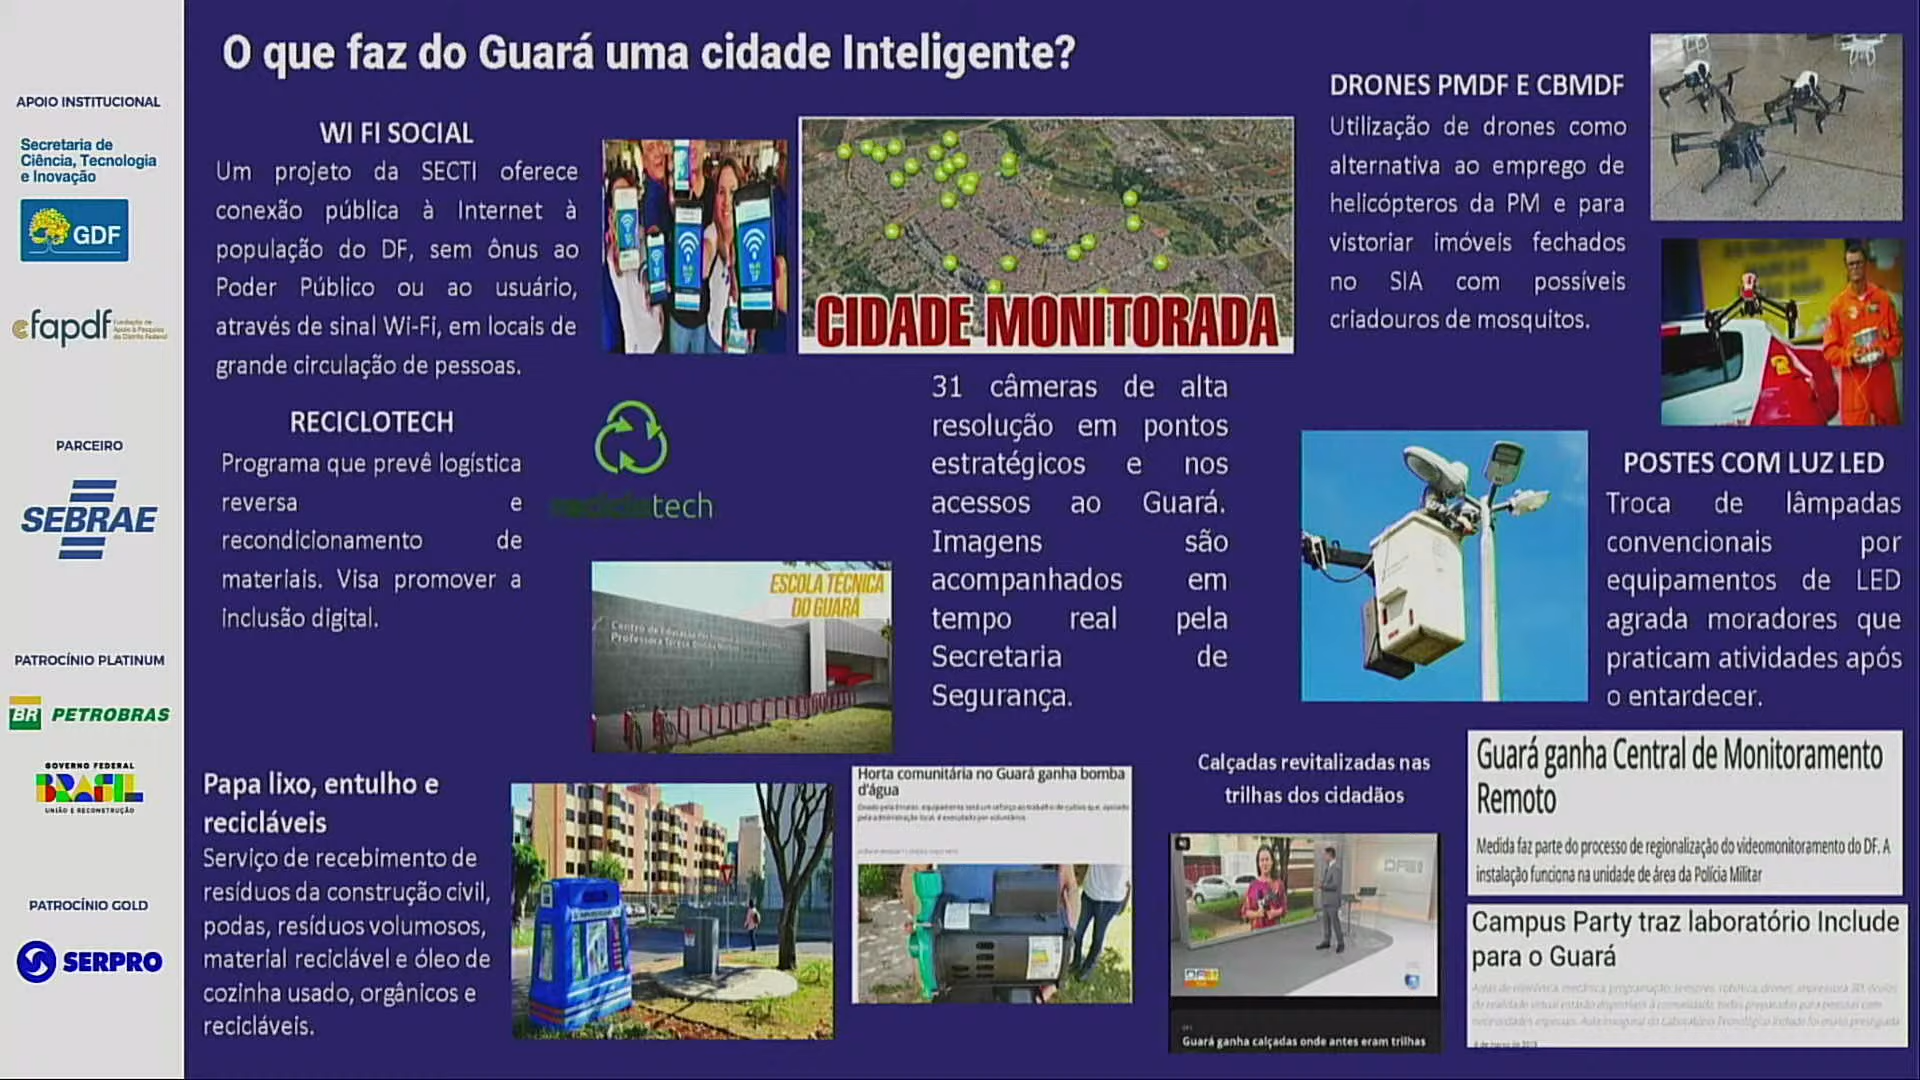 APOIO INSTITUCIONAL
Secretaria de
Ciência, Tecnologia
e Inovação
GDF
fapdf
PARCEIRO
SEBRAE
PATROCÍNIO PLATINUM
BR PETROBRAS
GOVERNO FEDERAL
BRASIL
UNIÃO E RECONSTRUÇÃO
PATROCÍNIO GOLD
SERPRO
O que faz do Guará uma cidade Inteligente?
WI FI SOCIAL
Um projeto da SECTI oferece
conexão pública à Internet à
população do DF, sem ônus ao
Poder Público ou ao usuário,
através de sinal Wi-Fi, em locais de
grande circulação de pessoas.
RECICLOTECH
Programa que prevê logística
reversa e
recondicionamento de
materiais. Visa promover a
inclusão digital.
reciclotech
ESCOLA TÉCNICA
DO GUARÁ
Centro de Educação
Professora Teresa
CIDADE MONITORADA
31 câmeras de alta
resolução em pontos
estratégicos e nos
acessos ao Guará.
Imagens são
acompanhados em
tempo real pela
Secretaria de
Segurança.
DRONES PMDF E CBMDF
Utilização de drones como
alternativa ao emprego de
helicópteros da PM e para
vistoriar imóveis fechados
no SIA com possíveis
criadouros de mosquitos.
POSTES COM LUZ LED
Troca de lâmpadas
convencionais por
equipamentos de LED
agrada moradores que
praticam atividades após
o entardecer.
Papa lixo, entulho e
recicláveis
Serviço de recebimento de
resíduos da construção civil,
podas, resíduos volumosos,
material reciclável e óleo de
cozinha usado, orgânicos e
recicláveis.
Horta comunitária no Guará ganha bomba
d'água
Calçadas revitalizadas nas
trilhas dos cidadãos
DF1
Guará ganha calçadas onde antes eram trilhas
Guará ganha Central de Monitoramento
Remoto
Medida faz parte do processo de regionalização do videomonitoramento do DF. A
instalação funciona na unidade de área da Polícia Militar
Campus Party traz laboratório Include
para o Guará